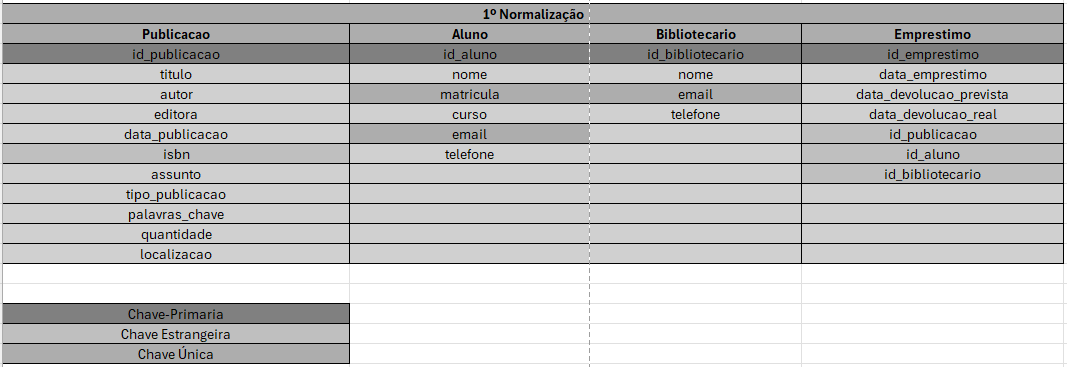 1º Normalização
Publicacao Aluno Bibliotecario Emprestimo
id_publicacao id_aluno id_bibliotecario id_emprestimo
titulo nome nome data_emprestimo
autor matricula email data_devolucao_prevista
editora curso telefone data_devolucao_real
data_publicacao email id_publicacao
isbn telefone id_aluno
assunto id_bibliotecario
tipo_publicacao
palavras_chave
quantidade
localizacao
Chave-Primaria
Chave Estrangeira
Chave Única